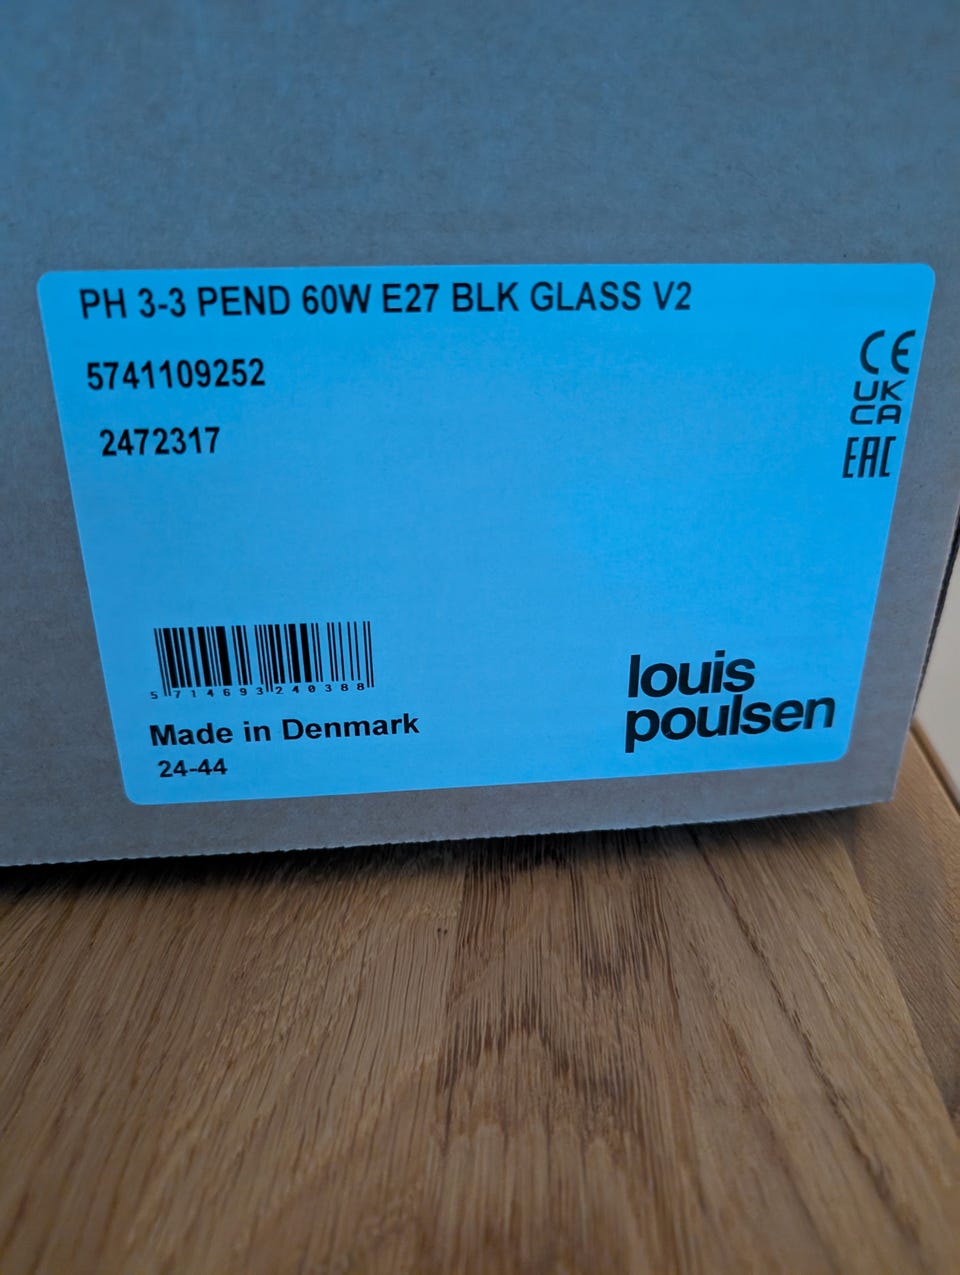 PH 3-3 PEND 60W E27 BLK GLASS V2
5741109252
2472317
CE
UK
CA
EAC
5 714693 240388
Made in Denmark
24-44
louis
poulsen